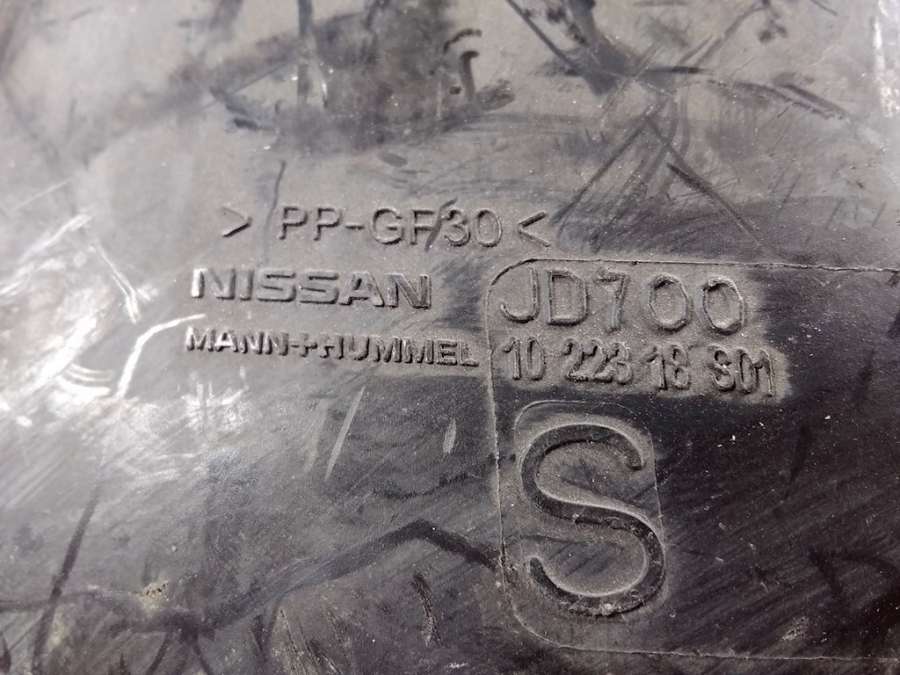 > PP-GF30 <
NISSAN JD700
MANN+HUMMEL 10 223 18 S01
S